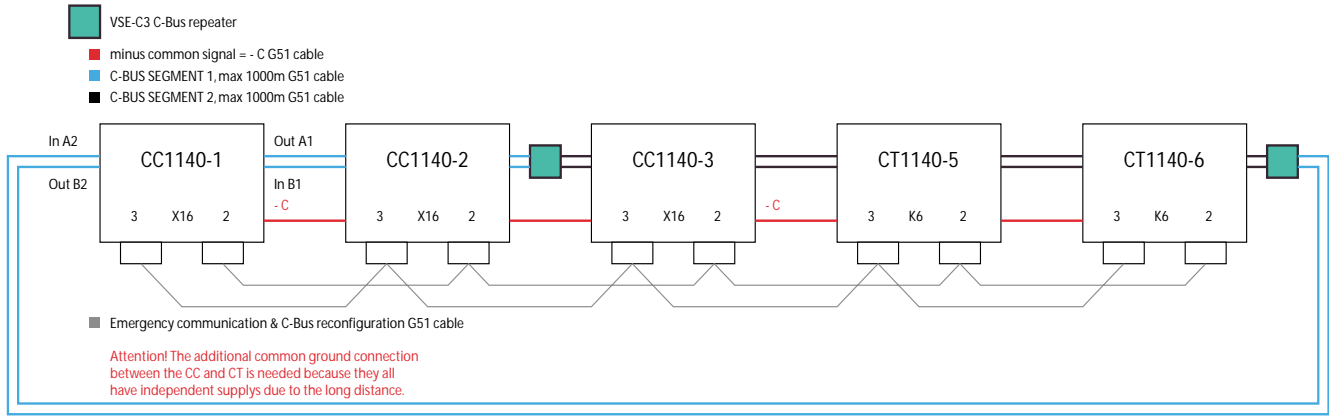 VSE-C3 C-Bus repeater
minus common signal = - C G51 cable
C-BUS SEGMENT 1, max 1000m G51 cable
C-BUS SEGMENT 2, max 1000m G51 cable
In A2
Out A1
CC1140-1
CC1140-2
CC1140-3
CT1140-5
CT1140-6
Out B2
In B1
- C
- C
3 X16 2
3 X16 2
3 X16 2
3 K6 2
3 K6 2
Emergency communication & C-Bus reconfiguration G51 cable
Attention! The additional common ground connection
between the CC and CT is needed because they all
have independent supplys due to the long distance.